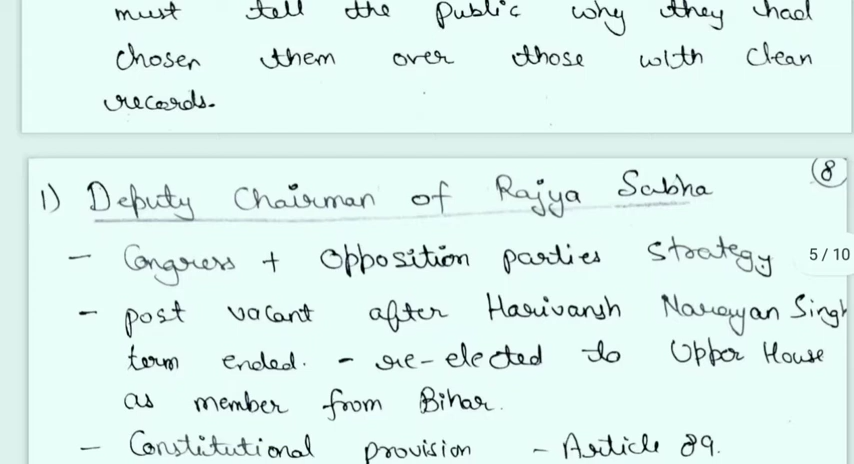 must tell the public why they had
chosen them over those with clean
records.
8
1) Deputy Chairman of Rajya Sabha
- Congress + opposition parties strategy
5 / 10
- post vacant after Harivansh Narayan Singh
term ended. - re-elected to Upper House
as member from Bihar.
- Constitutional provision - Article 89.